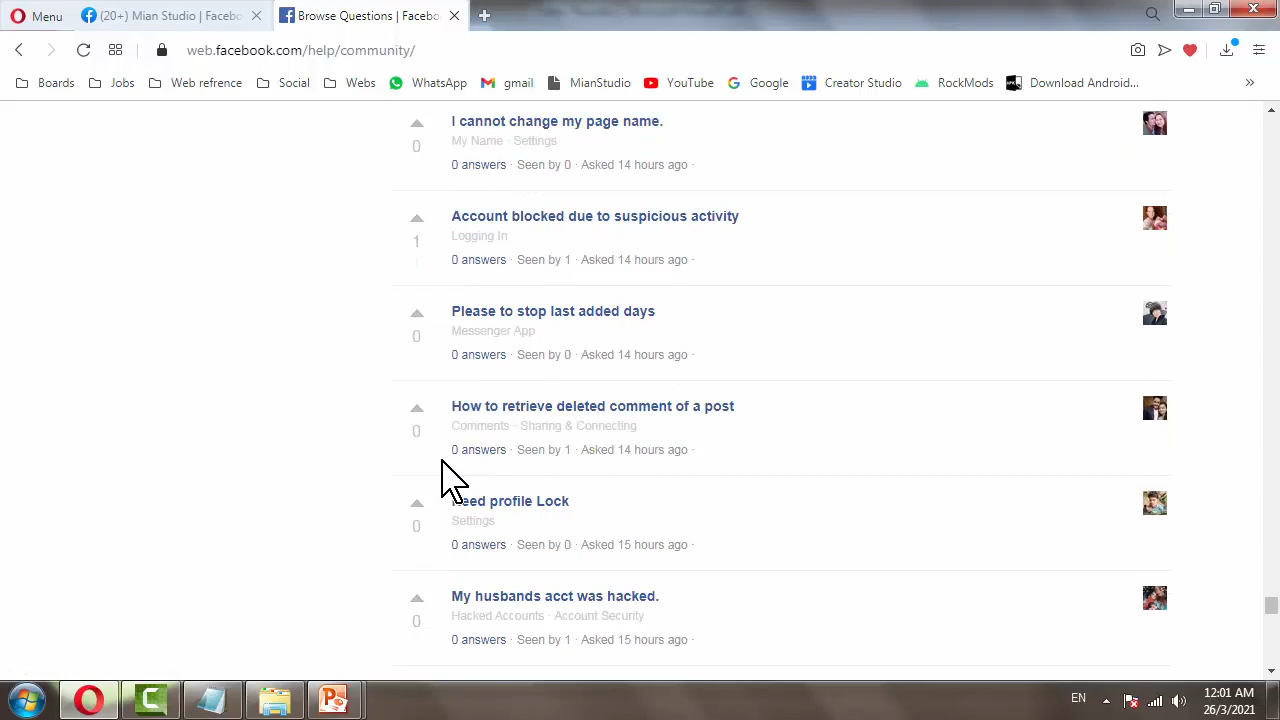 Menu
(20+) Mian Studio | Facebo
Browse Questions | Facebo
web.facebook.com/help/community/
Boards
Jobs
Web refrence
Social
Webs
WhatsApp
gmail
MianStudio
YouTube
Google
Creator Studio
RockMods
Download Android...
I cannot change my page name.
My Name · Settings
0
0 answers · Seen by 0 · Asked 14 hours ago ·
Account blocked due to suspicious activity
Logging In
1
0 answers · Seen by 1 · Asked 14 hours ago ·
Please to stop last added days
Messenger App
0
0 answers · Seen by 0 · Asked 14 hours ago ·
How to retrieve deleted comment of a post
Comments · Sharing & Connecting
0
0 answers · Seen by 1 · Asked 14 hours ago ·
profile Lock
Settings
0
0 answers · Seen by 0 · Asked 15 hours ago ·
My husbands acct was hacked.
Hacked Accounts · Account Security
0
0 answers · Seen by 1 · Asked 15 hours ago ·
EN
12:01 AM
26/3/2021